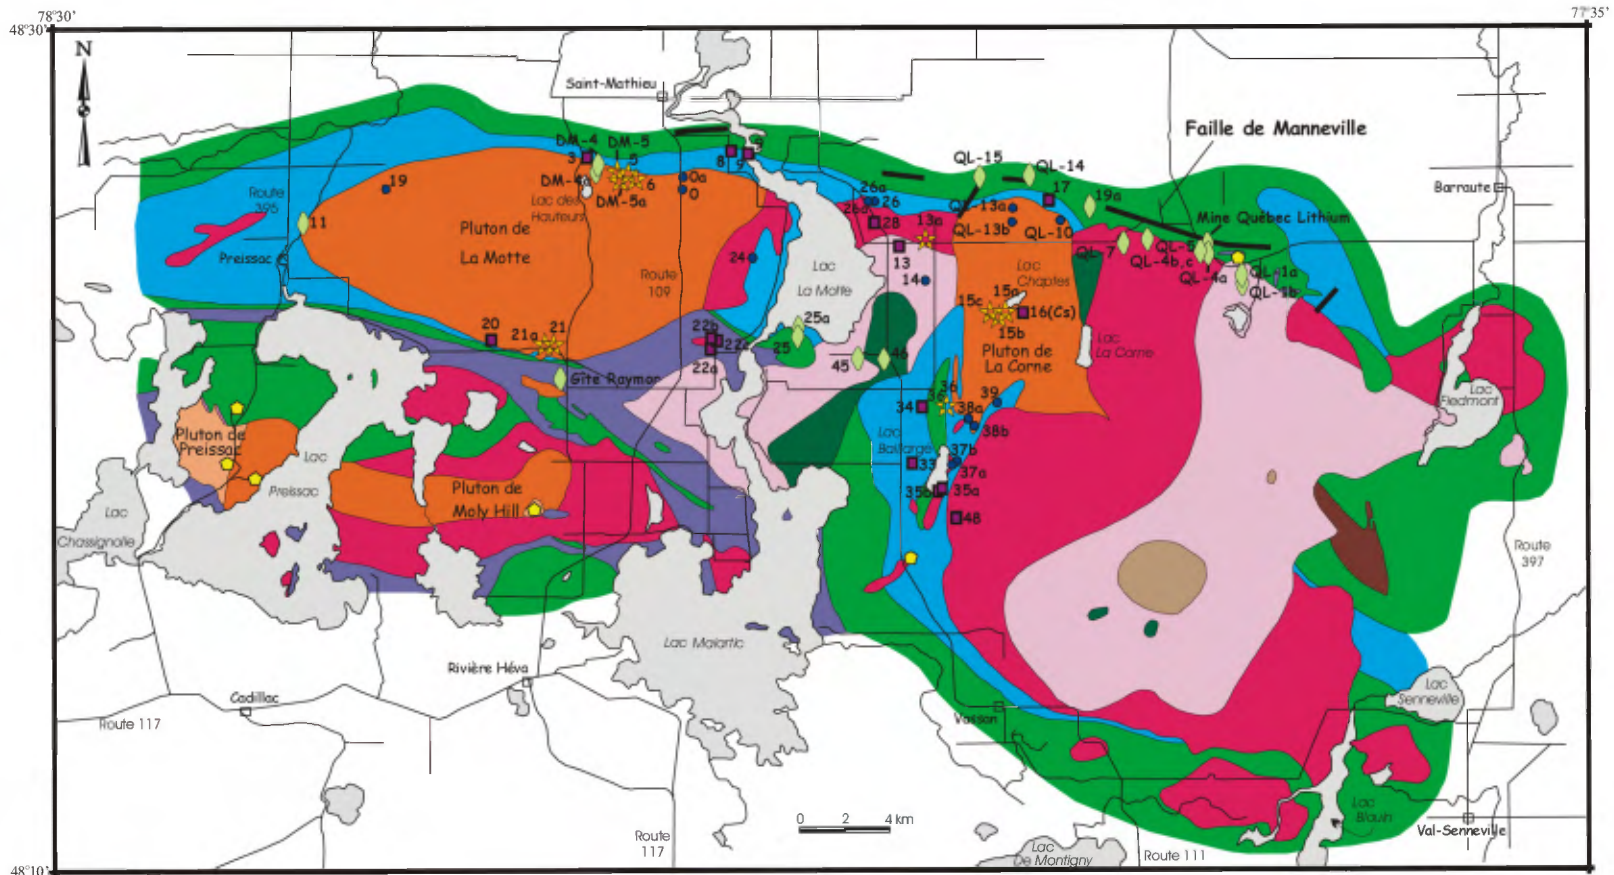 78°30'
77°35'
48°30'
N
Saint-Mathieu
Faille de Manneville
DM-4
DM-5
3
5
8
9
QL-15
QL-14
Barraute
19
DM-4a
6
0a
0
DM-5a
Lac des
Hauteurs
26a
26
28
13a
17
QL-13a
QL-13b
QL-10
19a
Mine Québec Lithium
Route
395
11
Pluton de
La Motte
Preissac
24
13
14
Lac
La Motte
QL-7
QL-5
QL-4b,c
QL-4a
QL-1a
QL-1b
Route
109
Lac
Chaptes
15c
15a
16(Cs)
15b
20
21a
21
22b
22c
22a
25a
25
45
46
Pluton de
La Corne
Lac
La Corne
Gîte Raymor
34
36
38a
39
38b
Lac
Fiedmont
Pluton de
Preissac
Lac
Preissac
Lac
Baillargé
33
37b
37a
35b
35a
48
Pluton de
Moly Hill
Lac
Chassignolle
Route
397
Lac Malartic
Rivière Héva
Cadillac
Route 117
Vassan
Lac
Senneville
0 2 4 km
Route
117
Lac
Blouin
Val-Senneville
Lac
De Montigny
Route 111
48°10'